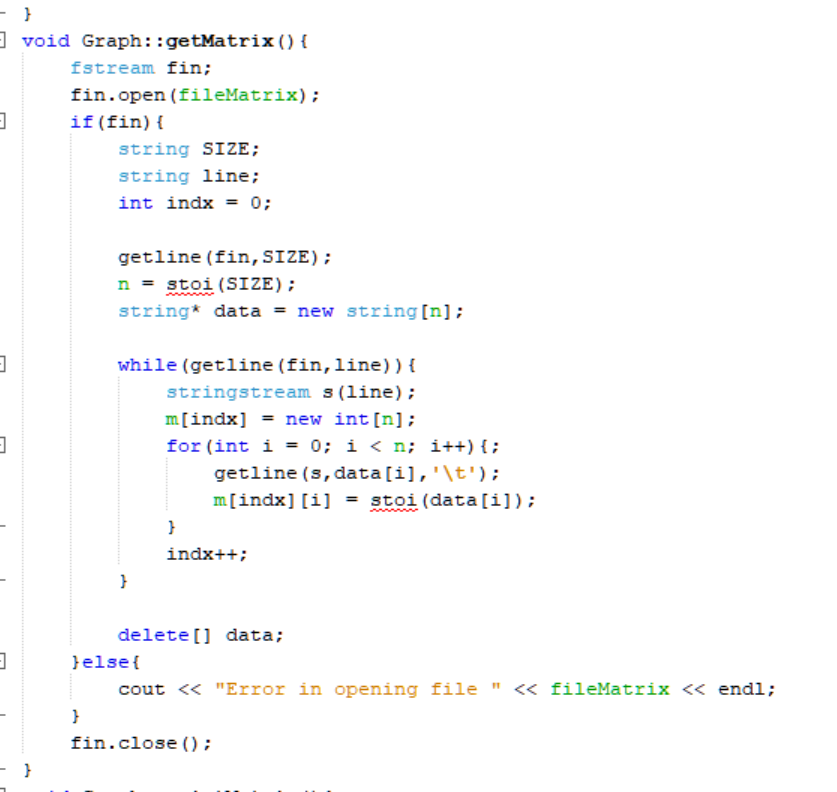 }
void Graph::getMatrix(){
    fstream fin;
    fin.open(fileMatrix);
    if(fin){
        string SIZE;
        string line;
        int indx = 0;

        getline(fin,SIZE);
        n = stoi(SIZE);
        string* data = new string[n];

        while(getline(fin,line)){
            stringstream s(line);
            m[indx] = new int[n];
            for(int i = 0; i < n; i++){;
                getline(s,data[i],'\t');
                m[indx][i] = stoi(data[i]);
            }
            indx++;
        }

        delete[] data;
    }else{
        cout << "Error in opening file " << fileMatrix << endl;
    }
    fin.close();
}